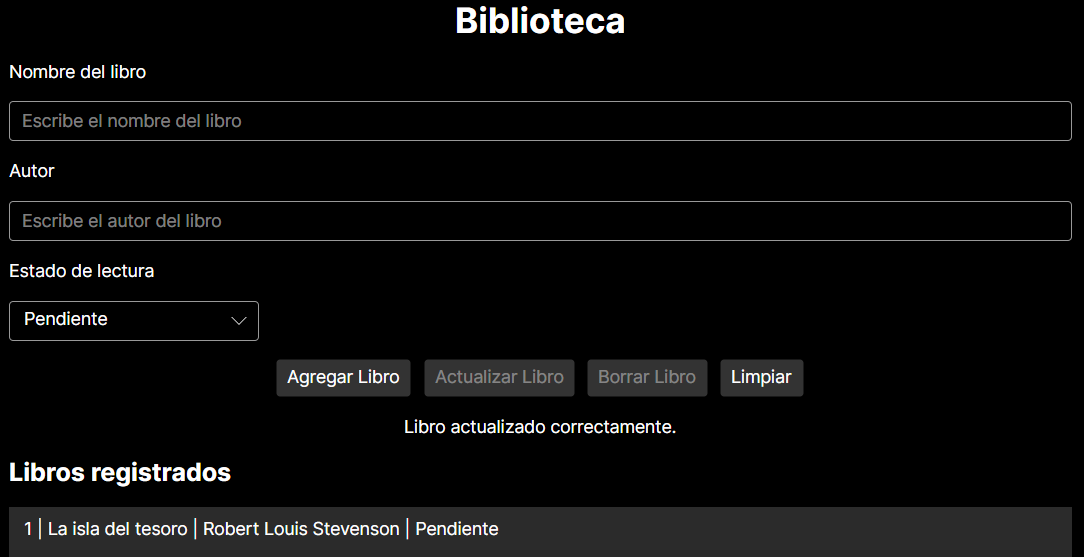 Biblioteca
Nombre del libro
Escribe el nombre del libro
Autor
Escribe el autor del libro
Estado de lectura
Pendiente
Agregar Libro Actualizar Libro Borrar Libro Limpiar
Libro actualizado correctamente.
Libros registrados
1 | La isla del tesoro | Robert Louis Stevenson | Pendiente